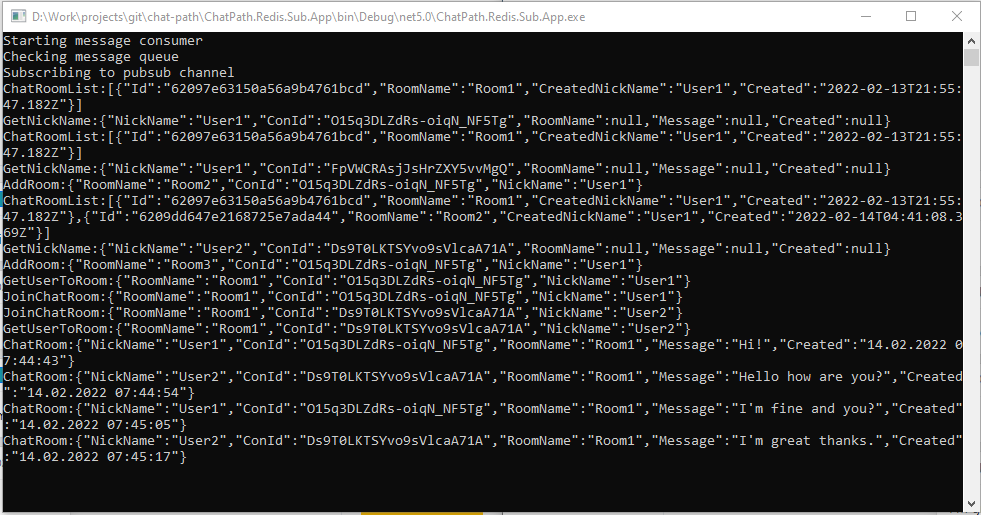 D:\Work\projects\git\chat-path\ChatPath.Redis.Sub.App\bin\Debug\net5.0\ChatPath.Redis.Sub.App.exe
Starting message consumer
Checking message queue
Subscribing to pubsub channel
ChatRoomList:[{"Id":"62097e63150a56a9b4761bcd","RoomName":"Room1","CreatedNickName":"User1","Created":"2022-02-13T21:55:
47.182Z"}]
GetNickName:{"NickName":"User1","ConId":"O15q3DLZdRs-oiqN_NF5Tg","RoomName":null,"Message":null,"Created":null}
ChatRoomList:[{"Id":"62097e63150a56a9b4761bcd","RoomName":"Room1","CreatedNickName":"User1","Created":"2022-02-13T21:55:
47.182Z"}]
GetNickName:{"NickName":"User1","ConId":"FpVWCRAsjJsHrZXY5vvMgQ","RoomName":null,"Message":null,"Created":null}
AddRoom:{"RoomName":"Room2","ConId":"O15q3DLZdRs-oiqN_NF5Tg","NickName":"User1"}
ChatRoomList:[{"Id":"62097e63150a56a9b4761bcd","RoomName":"Room1","CreatedNickName":"User1","Created":"2022-02-13T21:55:
47.182Z"},{"Id":"6209dd647e2168725e7ada44","RoomName":"Room2","CreatedNickName":"User1","Created":"2022-02-14T04:41:08.3
69Z"}]
GetNickName:{"NickName":"User2","ConId":"Ds9T0LKTSYvo9sVlcaA71A","RoomName":null,"Message":null,"Created":null}
AddRoom:{"RoomName":"Room3","ConId":"O15q3DLZdRs-oiqN_NF5Tg","NickName":"User1"}
GetUserToRoom:{"RoomName":"Room1","ConId":"O15q3DLZdRs-oiqN_NF5Tg","NickName":"User1"}
JoinChatRoom:{"RoomName":"Room1","ConId":"O15q3DLZdRs-oiqN_NF5Tg","NickName":"User1"}
JoinChatRoom:{"RoomName":"Room1","ConId":"Ds9T0LKTSYvo9sVlcaA71A","NickName":"User2"}
GetUserToRoom:{"RoomName":"Room1","ConId":"Ds9T0LKTSYvo9sVlcaA71A","NickName":"User2"}
ChatRoom:{"NickName":"User1","ConId":"O15q3DLZdRs-oiqN_NF5Tg","RoomName":"Room1","Message":"Hi!","Created":"14.02.2022 0
7:44:43"}
ChatRoom:{"NickName":"User2","ConId":"Ds9T0LKTSYvo9sVlcaA71A","RoomName":"Room1","Message":"Hello how are you?","Created
":"14.02.2022 07:44:54"}
ChatRoom:{"NickName":"User1","ConId":"O15q3DLZdRs-oiqN_NF5Tg","RoomName":"Room1","Message":"I'm fine and you?","Created"
:"14.02.2022 07:45:05"}
ChatRoom:{"NickName":"User2","ConId":"Ds9T0LKTSYvo9sVlcaA71A","RoomName":"Room1","Message":"I'm great thanks.","Created"
:"14.02.2022 07:45:17"}